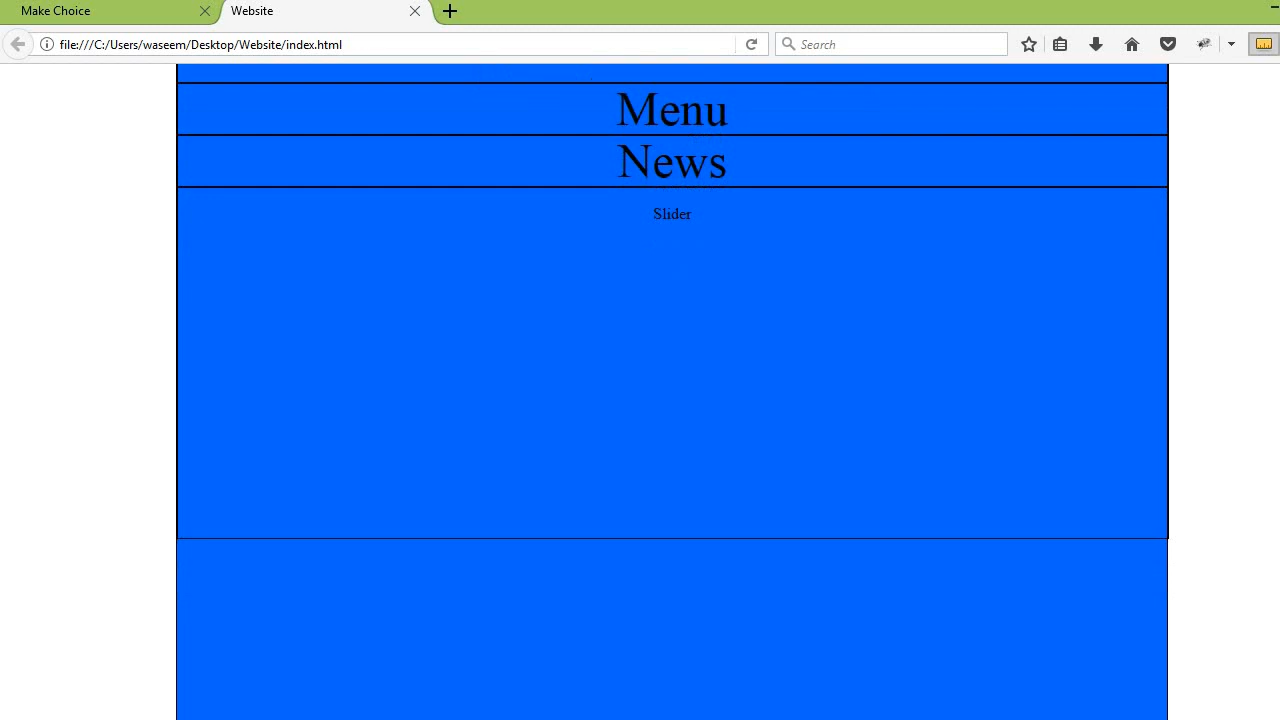 Make Choice
Website
file:///C:/Users/waseem/Desktop/Website/index.html
Search
Menu
News
Slider